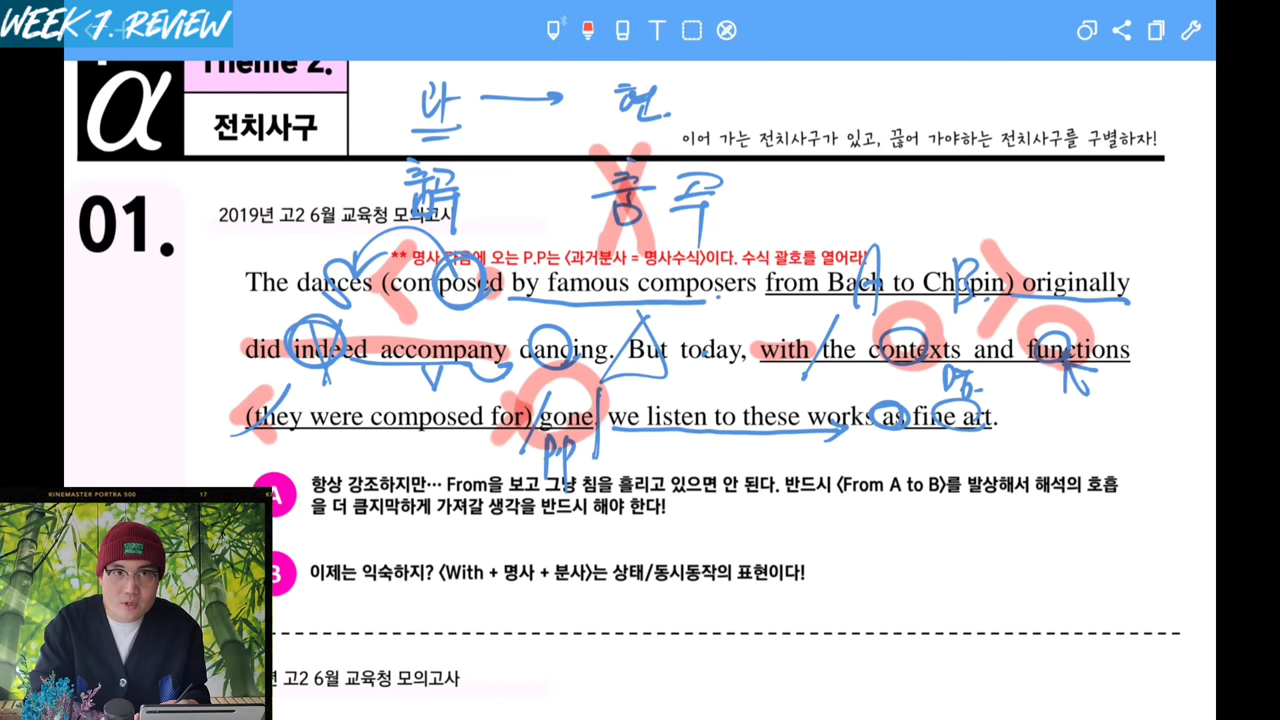 WEEK 7. REVIEW
T
Theme 2.
α
전치사구
과 → 현.
이어 가는 전치사구가 있고, 끊어 가야하는 전치사구를 구별하자!
춤
01.
2019년 고2 6월 교육청 모의고사
** 명사 다음에 오는 P.P는 <과거분사 = 명사수식>이다. 수식 괄호를 열어라!
A B
The dances (composed by famous composers from Bach to Chopin) originally
did indeed accompany dancing. But today, with the contexts and functions
V
(they were composed for) gone, we listen to these works as fine art.
P.P
A 항상 강조하지만… From을 보고 그냥 침을 흘리고 있으면 안 된다. 반드시 <From A to B>를 발상해서 해석의 호흡
을 더 큼지막하게 가져갈 생각을 반드시 해야 한다!
KINEMASTER PORTRA 500 17
B 이제는 익숙하지? <With + 명사 + 분사>는 상태/동시동작의 표현이다!
고2 6월 교육청 모의고사